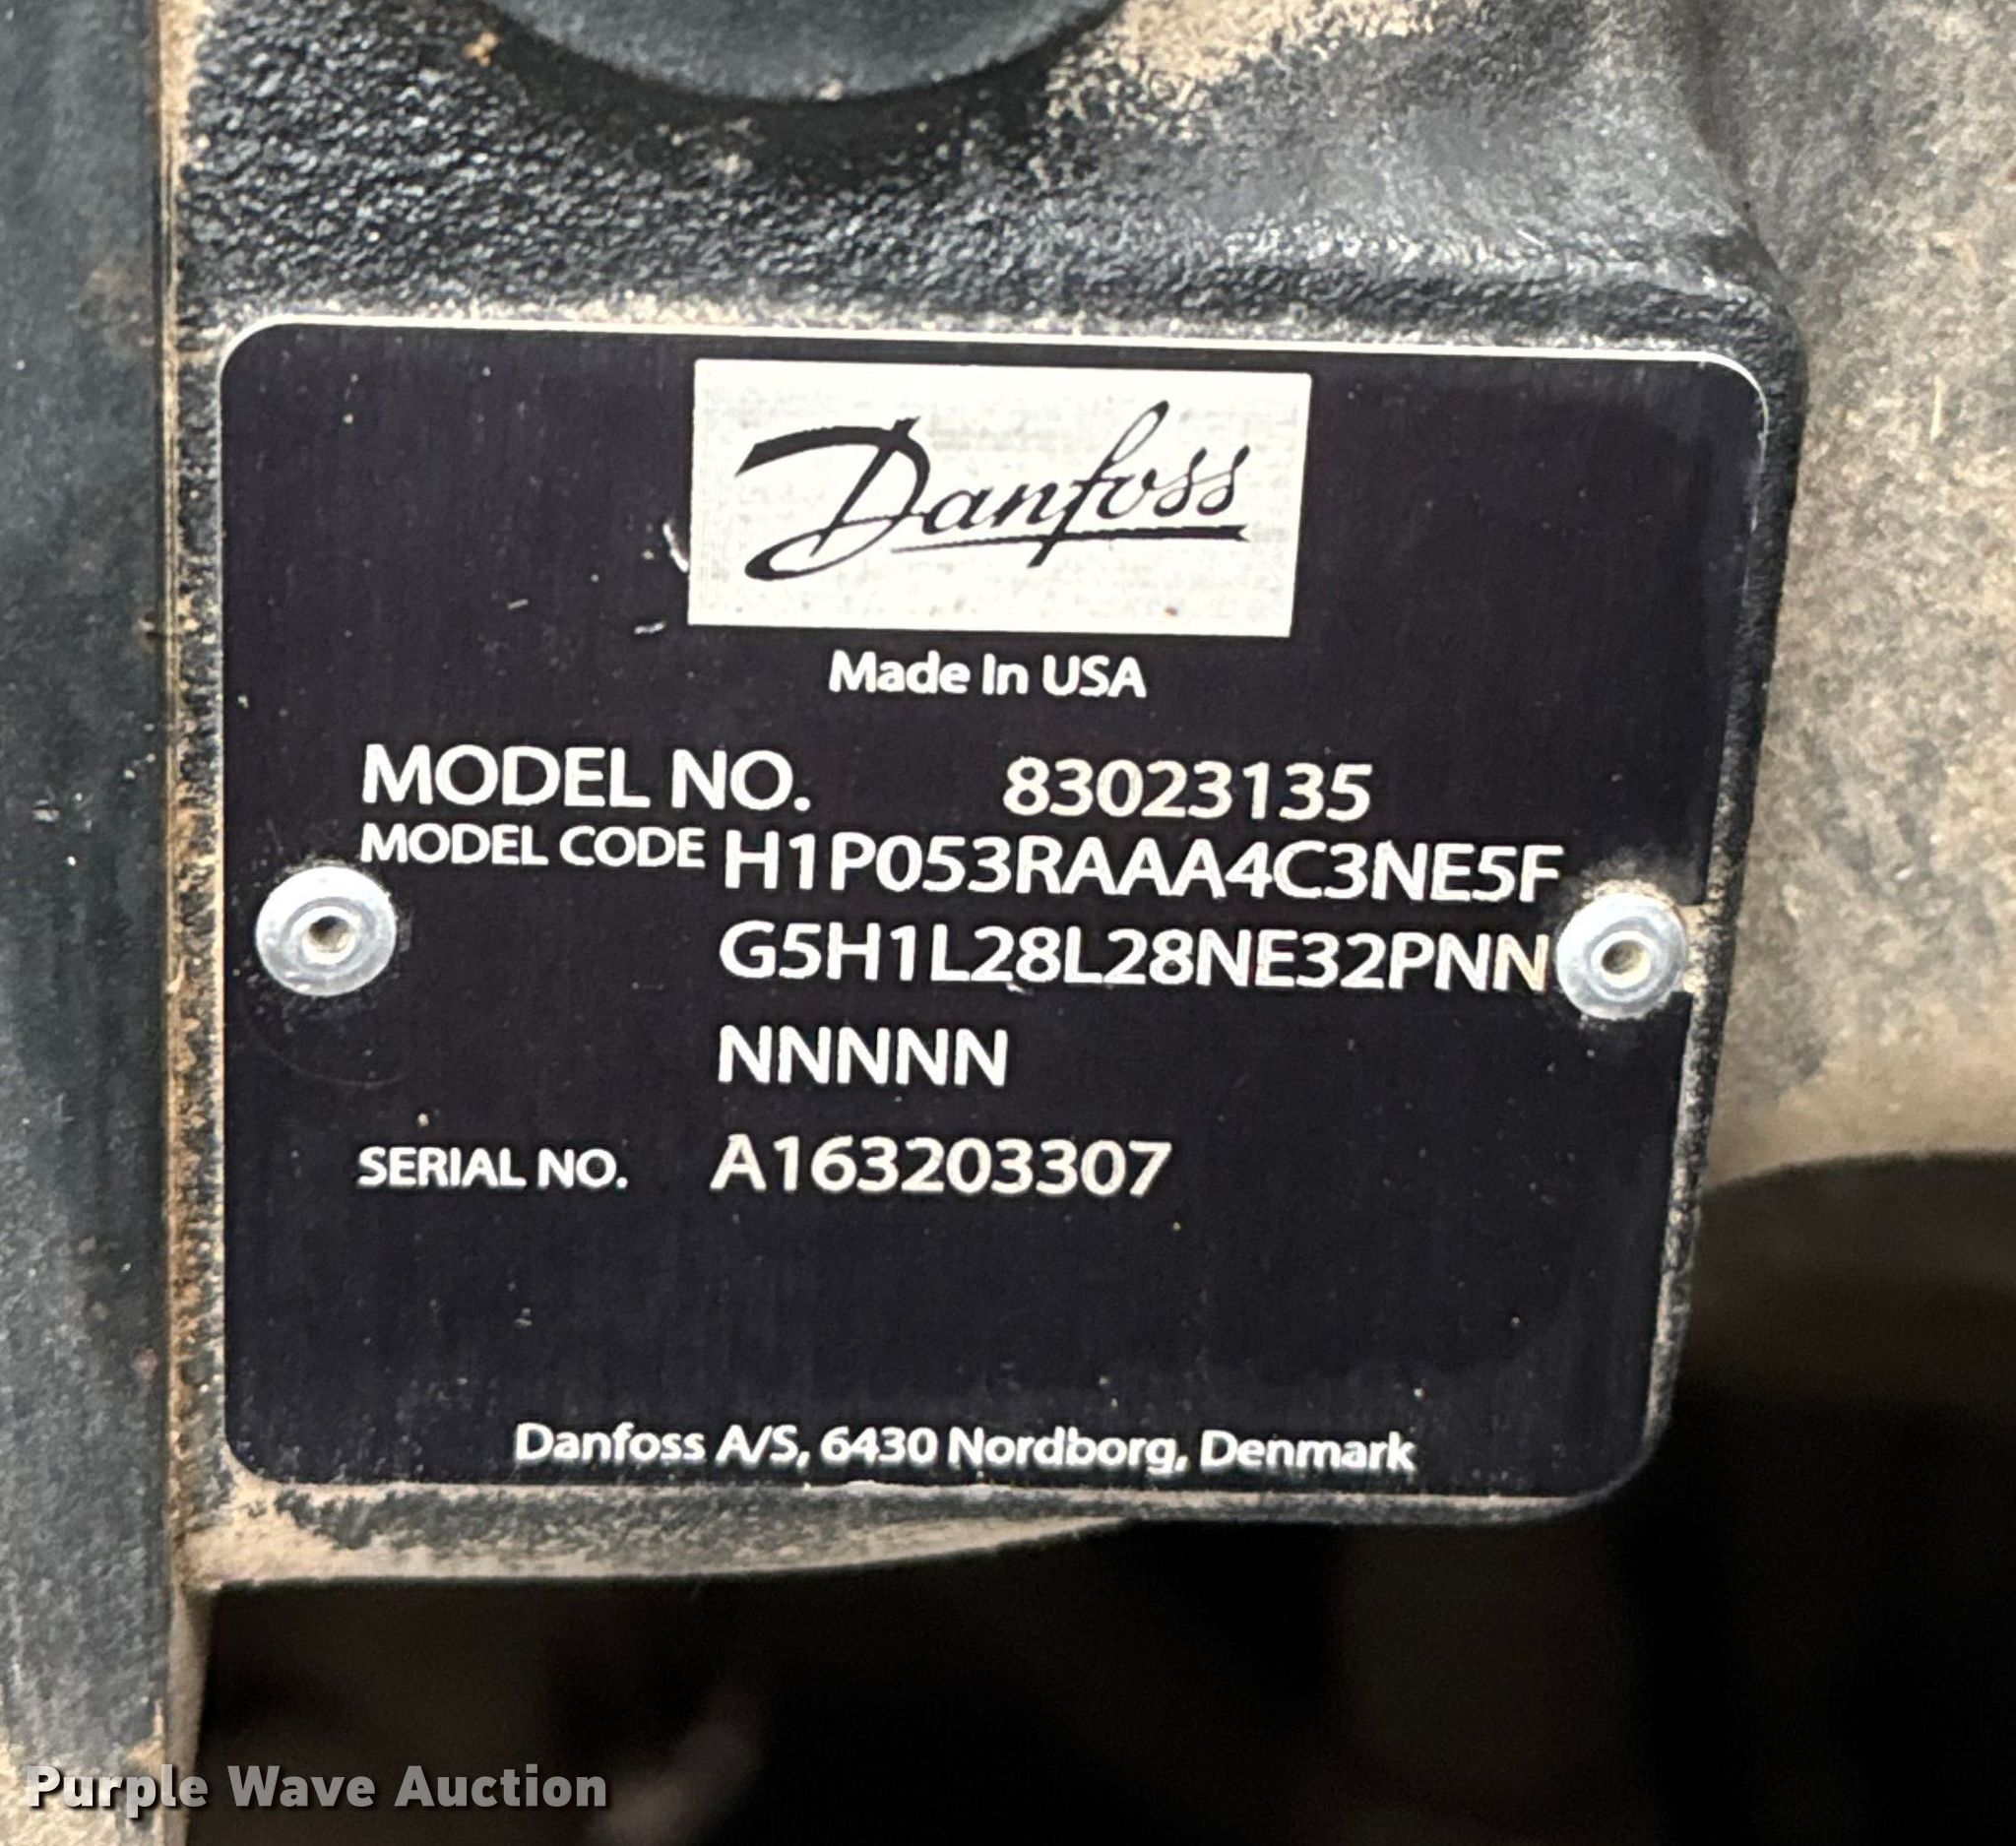 Danfoss
Made In USA
MODEL NO. 83023135
MODEL CODE H1P053RAAA4C3NE5F
G5H1L28L28NE32PNN
NNNNN
SERIAL NO. A163203307
Danfoss A/S, 6430 Nordborg, Denmark
Purple Wave Auction